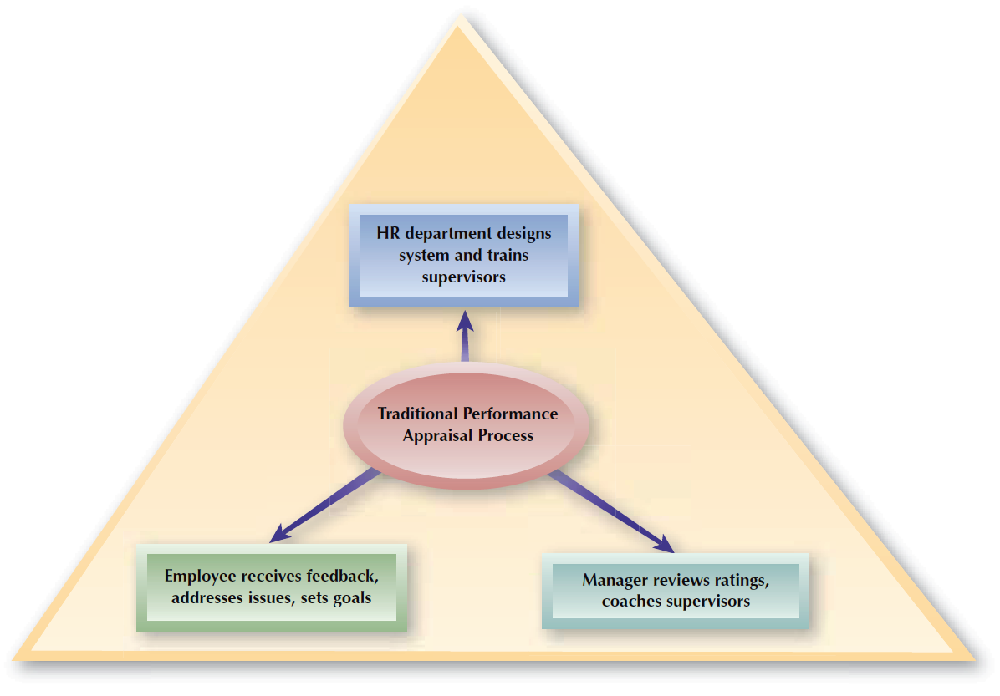 HR department designs
system and trains
supervisors
Traditional Performance
Appraisal Process
Employee receives feedback,
addresses issues, sets goals
Manager reviews ratings,
coaches supervisors